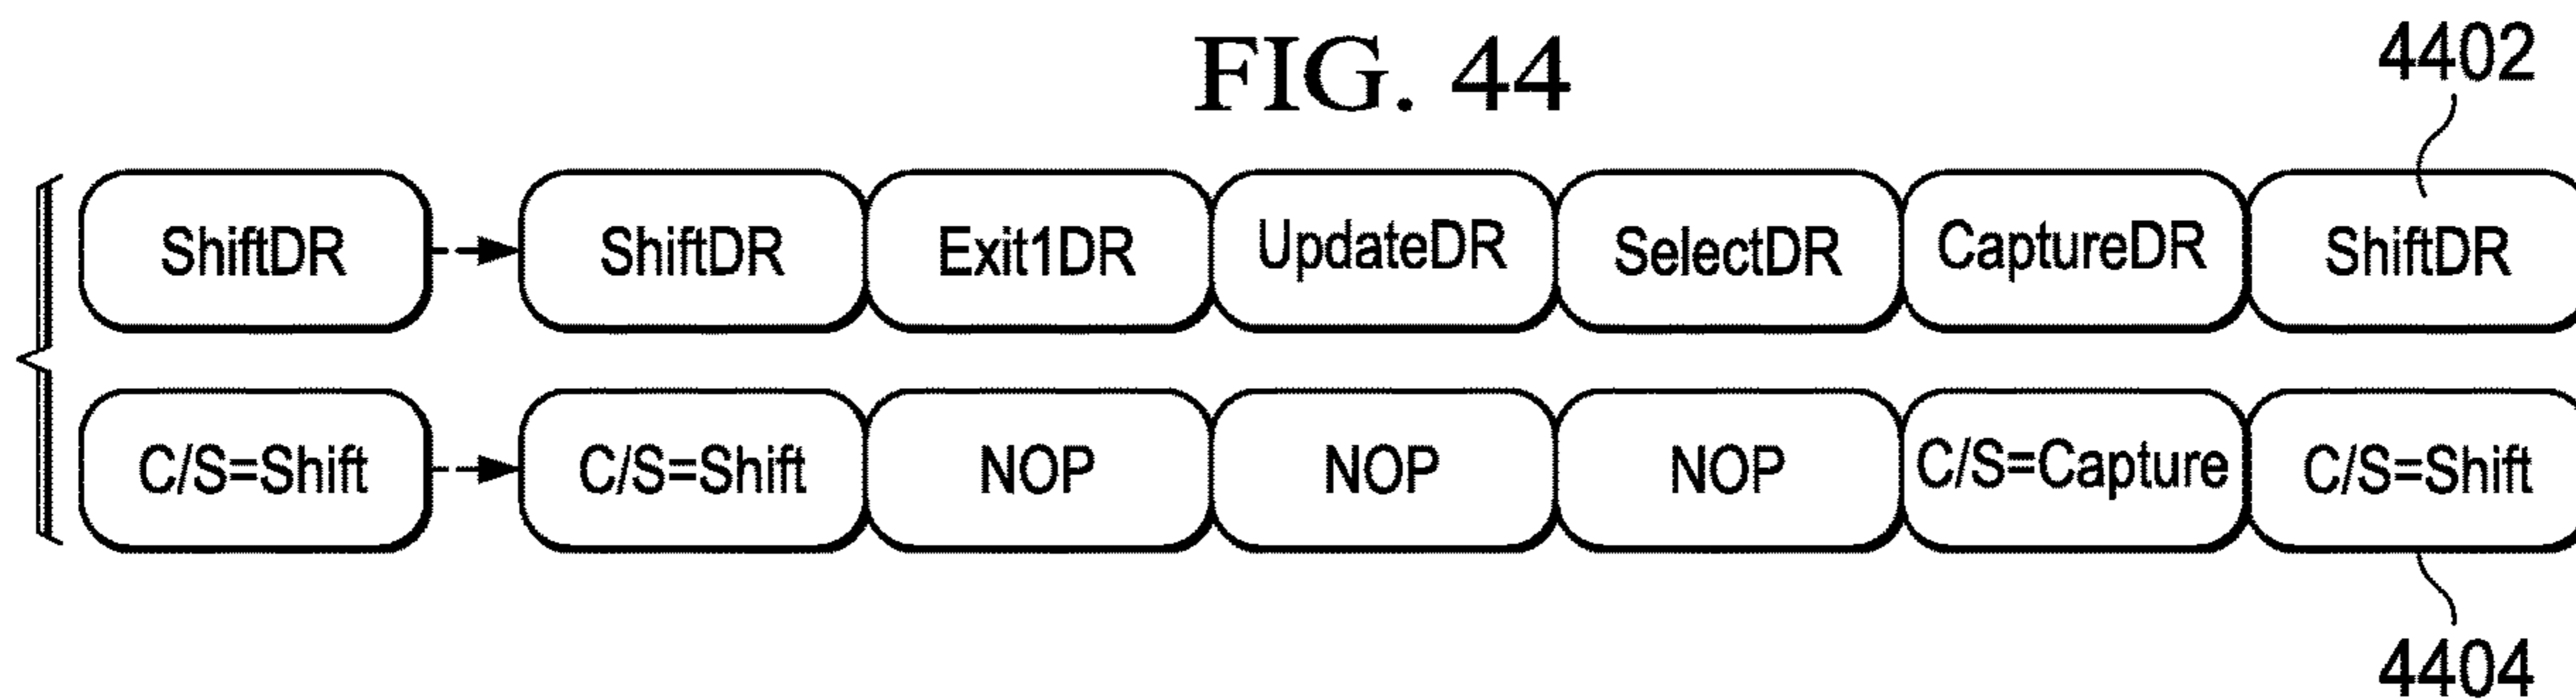 FIG. 44
4402
ShiftDR ShiftDR Exit1DR UpdateDR SelectDR CaptureDR ShiftDR
C/S=Shift C/S=Shift NOP NOP NOP C/S=Capture C/S=Shift
4404